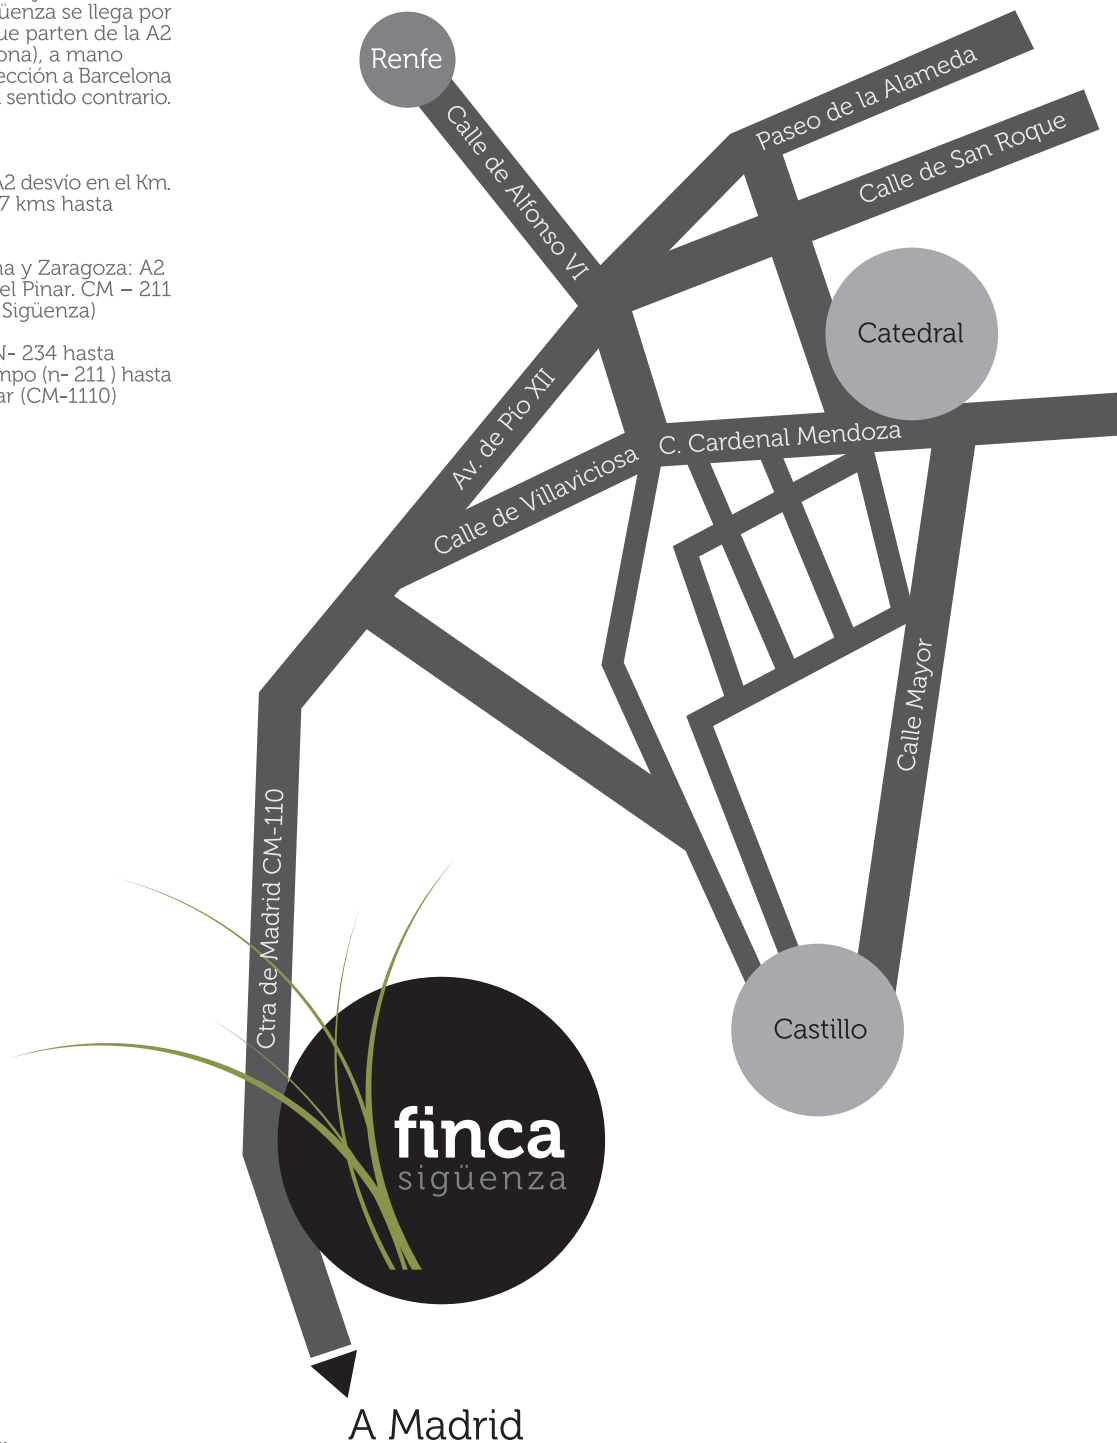 üenza se llega por
ue parten de la A2
ona), a mano
ección a Barcelona
sentido contrario.
A2 desvío en el Km.
7 kms hasta
na y Zaragoza: A2
el Pinar. CM – 211
Sigüenza)
N- 234 hasta
mpo (n- 211 ) hasta
ar (CM-1110)
Renfe
Calle de Alfonso VI
Paseo de la Alameda
Calle de San Roque
Catedral
Av. de Pío XII
C. Cardenal Mendoza
Calle de Villaviciosa
Calle Mayor
Ctra de Madrid CM-110
Castillo
finca
sigüenza
A Madrid